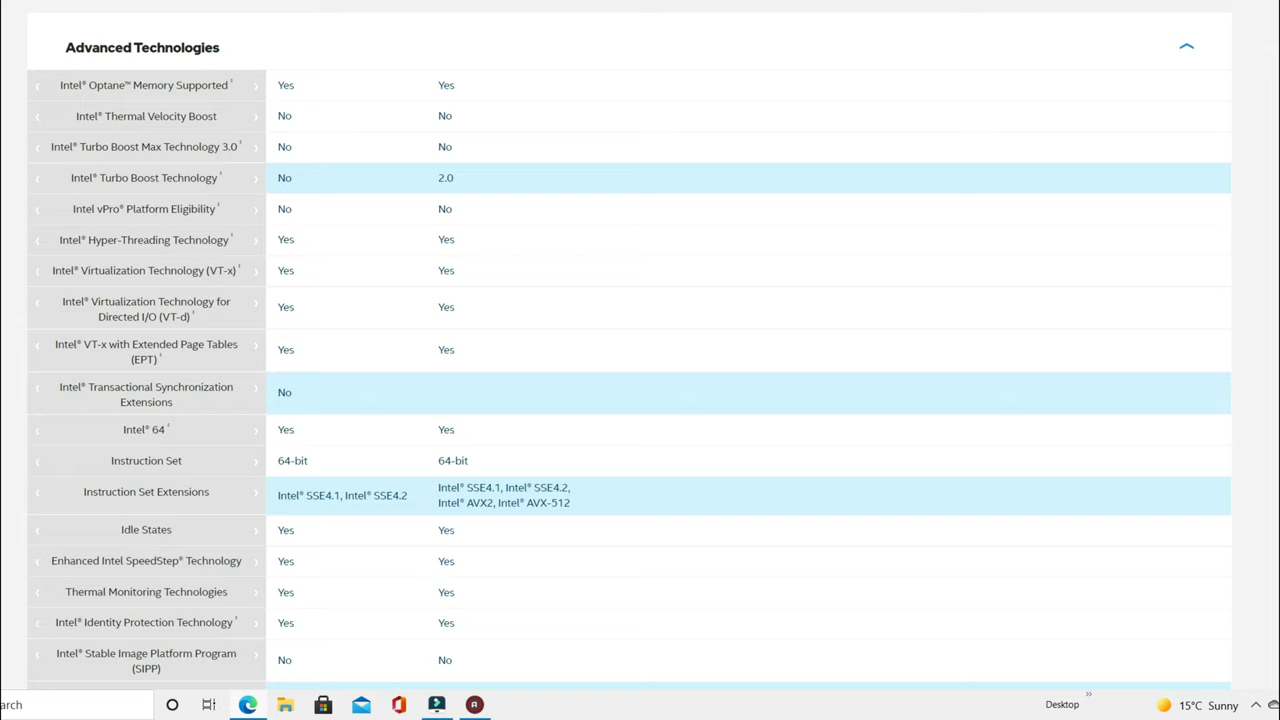 Advanced Technologies
Intel® Optane™ Memory Supported ‡ Yes Yes
Intel® Thermal Velocity Boost No No
Intel® Turbo Boost Max Technology 3.0 ‡ No No
Intel® Turbo Boost Technology ‡ No 2.0
Intel vPro® Platform Eligibility ‡ No No
Intel® Hyper-Threading Technology ‡ Yes Yes
Intel® Virtualization Technology (VT-x) ‡ Yes Yes
Intel® Virtualization Technology for
Directed I/O (VT-d) ‡ Yes Yes
Intel® VT-x with Extended Page Tables
(EPT) ‡ Yes Yes
Intel® Transactional Synchronization
Extensions No
Intel® 64 ‡ Yes Yes
Instruction Set 64-bit 64-bit
Instruction Set Extensions Intel® SSE4.1, Intel® SSE4.2 Intel® SSE4.1, Intel® SSE4.2,
Intel® AVX2, Intel® AVX-512
Idle States Yes Yes
Enhanced Intel SpeedStep® Technology Yes Yes
Thermal Monitoring Technologies Yes Yes
Intel® Identity Protection Technology ‡ Yes Yes
Intel® Stable Image Platform Program
(SIPP) No No
arch Desktop 15°C Sunny